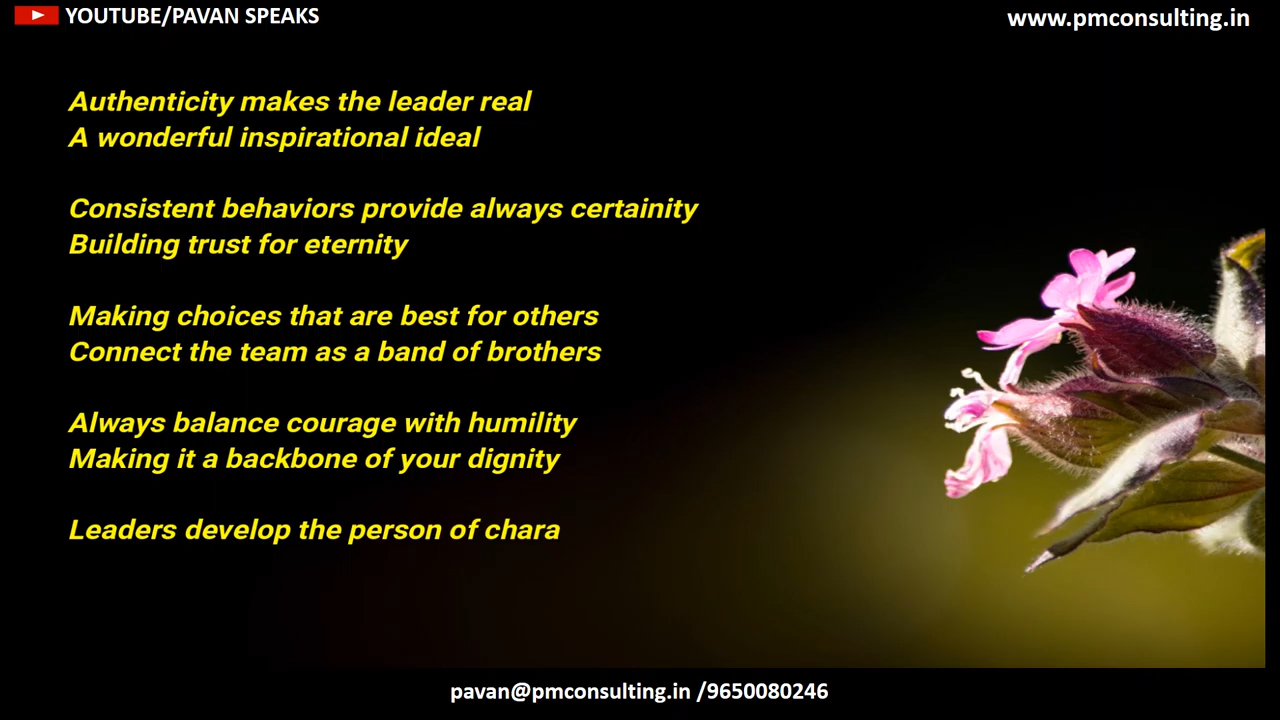 YOUTUBE/PAVAN SPEAKS
www.pmconsulting.in
Authenticity makes the leader real
A wonderful inspirational ideal
Consistent behaviors provide always certainity
Building trust for eternity
Making choices that are best for others
Connect the team as a band of brothers
Always balance courage with humility
Making it a backbone of your dignity
Leaders develop the person of chara
pavan@pmconsulting.in /9650080246